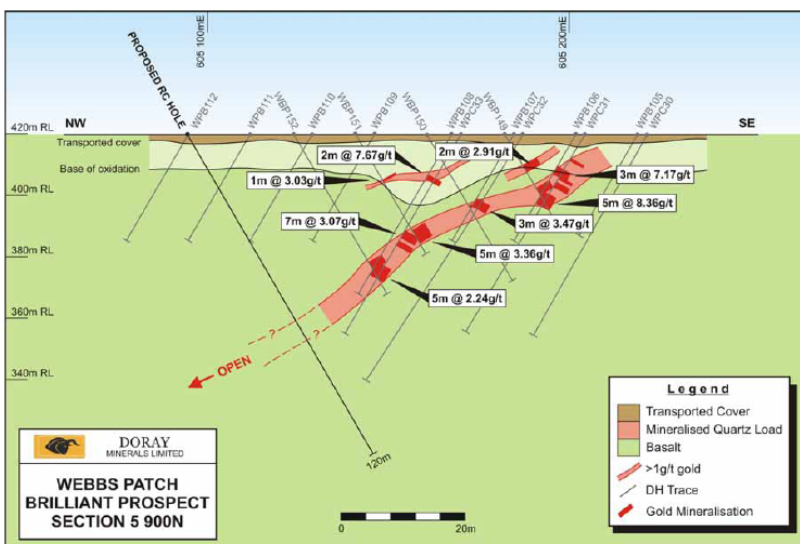 605 100mE
605 200mE
PROPOSED RC HOLE
WPB112
WPB111
WBP152
WPB110
WBP151
WPB109
WBP150
WPB108
WPC33
WBP149
WPB107
WPC32
WPB106
WPC31
WPB105
WPC30
NW
SE
420m RL
Transported cover
Base of oxidation
400m RL
380m RL
360m RL
340m RL
2m @ 7.67g/t
2m @ 2.91g/t
1m @ 3.03g/t
3m @ 7.17g/t
5m @ 8.36g/t
7m @ 3.07g/t
3m @ 3.47g/t
5m @ 3.36g/t
5m @ 2.24g/t
?
?
OPEN
120m
DORAY
MINERALS LIMITED
WEBBS PATCH
BRILLIANT PROSPECT
SECTION 5 900N
0
20m
Legend
Transported Cover
Mineralised Quartz Load
Basalt
>1g/t gold
DH Trace
Gold Mineralisation